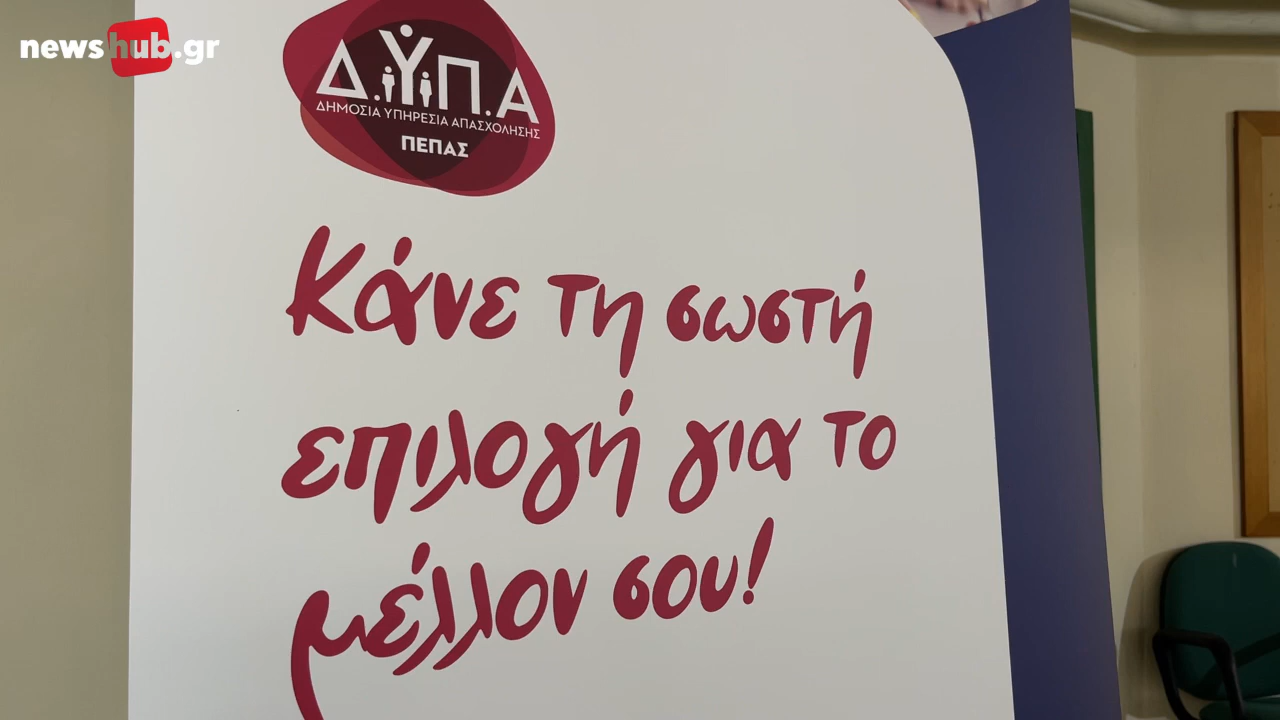 newshub.gr
Δ.ΥΠ.Α
ΔΗΜΟΣΙΑ ΥΠΗΡΕΣΙΑ ΑΠΑΣΧΟΛΗΣΗΣ
ΠΕΠΑΣ
Κάνε τη σωστή
επιλογή για το
μέλλον σου!